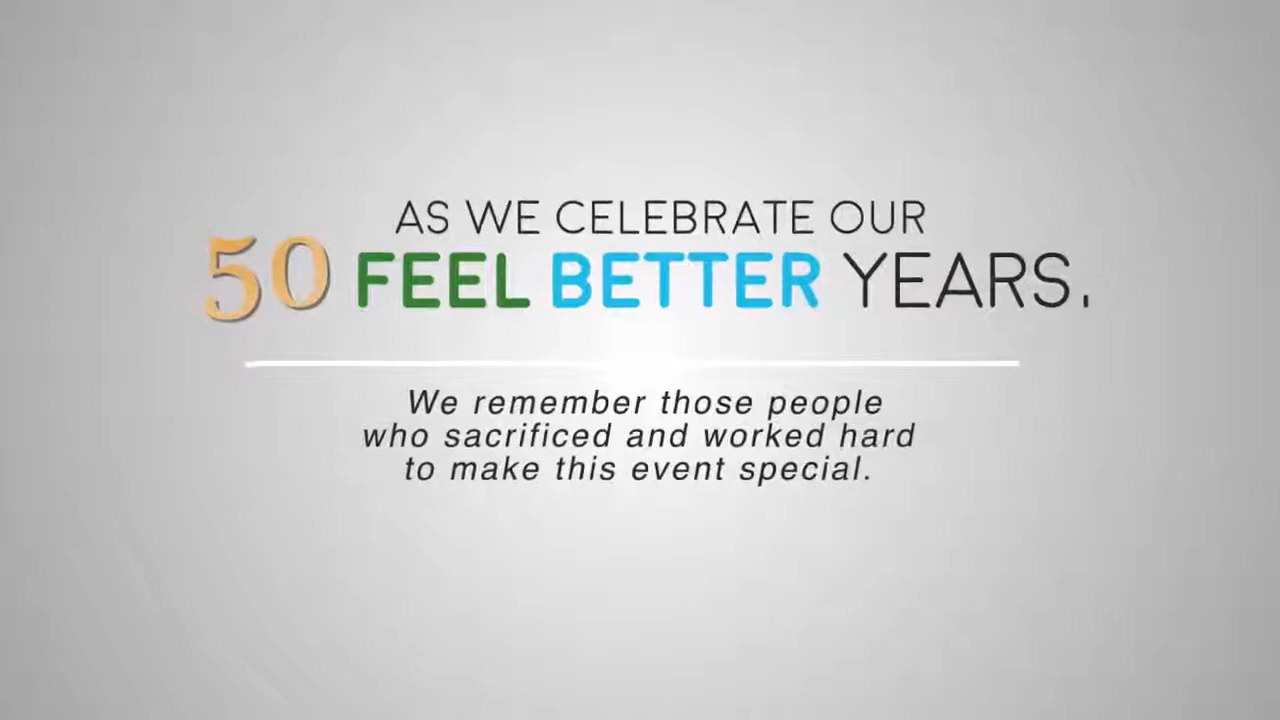 AS WE CELEBRATE OUR
50 FEEL BETTER YEARS.
We remember those people
who sacrificed and worked hard
to make this event special.